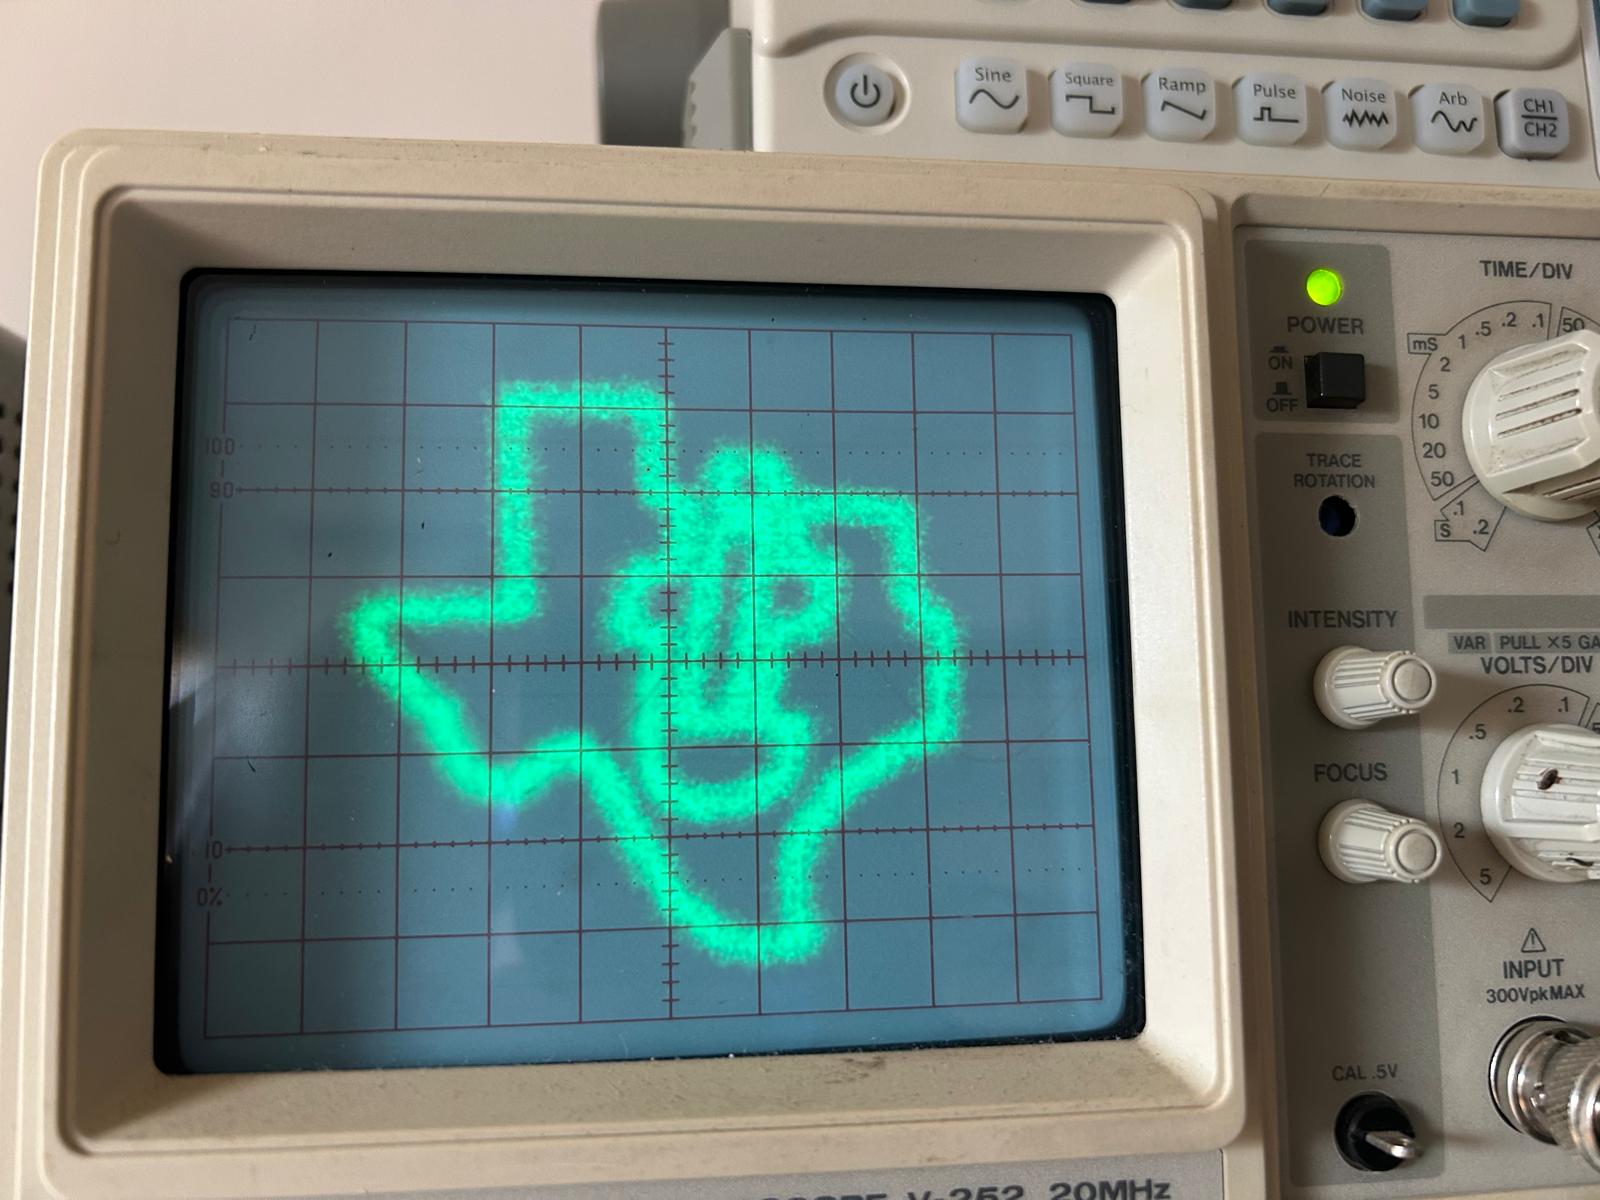 Sine
Square
Ramp
Pulse
Noise
Arb
CH1
CH2
TIME/DIV
POWER
ON
OFF
mS
50
20
10
5
2
1
.5
.2
.1
50
S
.1
.2
TRACE
ROTATION
INTENSITY
VAR PULL ×5 GA
VOLTS/DIV
.2
.1
.5
1
2
5
FOCUS
INPUT
300VpkMAX
CAL .5V
100
90
10
0%
V-252 20MHz